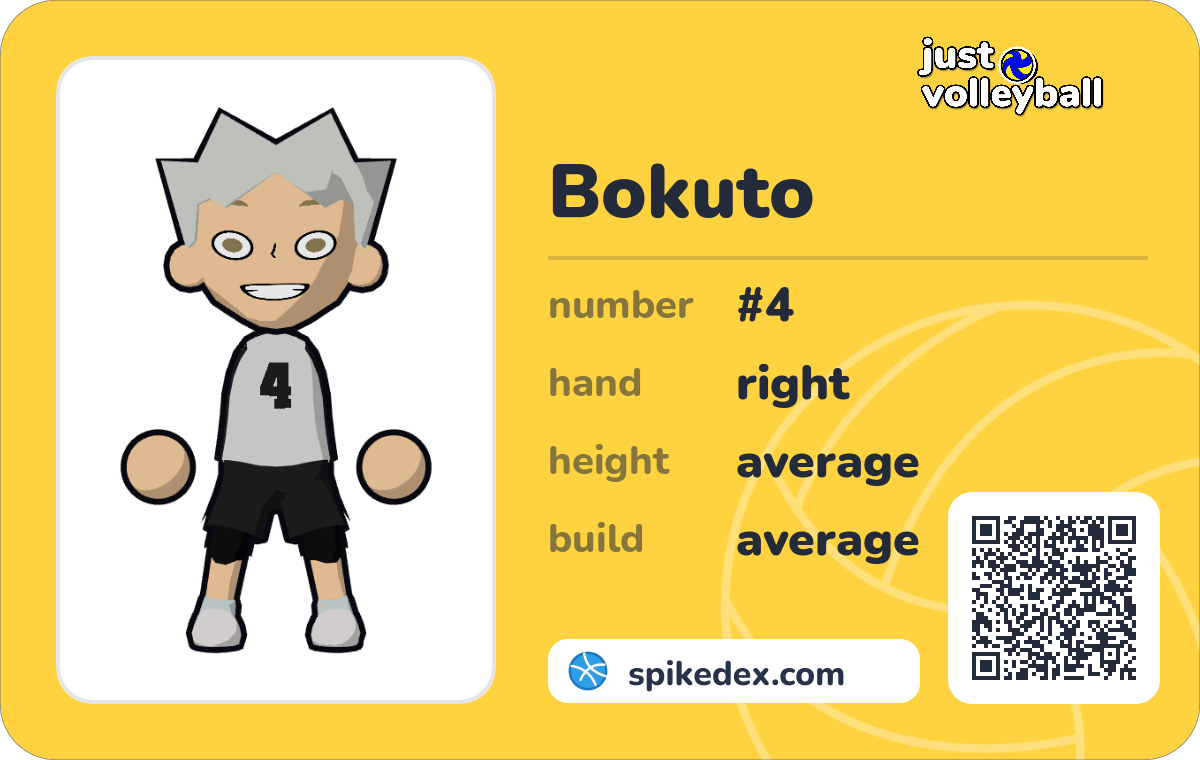 just
volleyball
Bokuto
number #4
hand right
height average
build average
4
spikedex.com